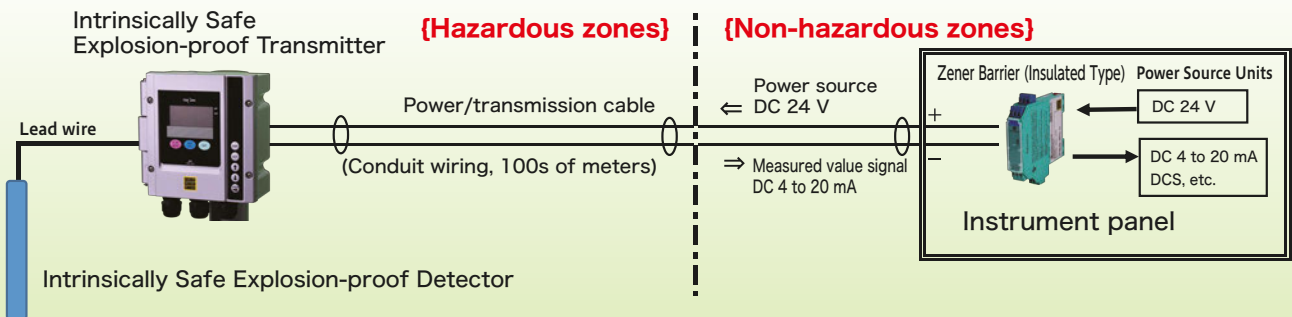 Intrinsically Safe
Explosion-proof Transmitter
{Hazardous zones}
{Non-hazardous zones}
Lead wire
Power/transmission cable
(Conduit wiring, 100s of meters)
Power source
⇐ DC 24 V
⇒ Measured value signal
DC 4 to 20 mA
Zener Barrier (Insulated Type)
Power Source Units
+
−
DC 24 V
DC 4 to 20 mA
DCS, etc.
Instrument panel
Intrinsically Safe Explosion-proof Detector